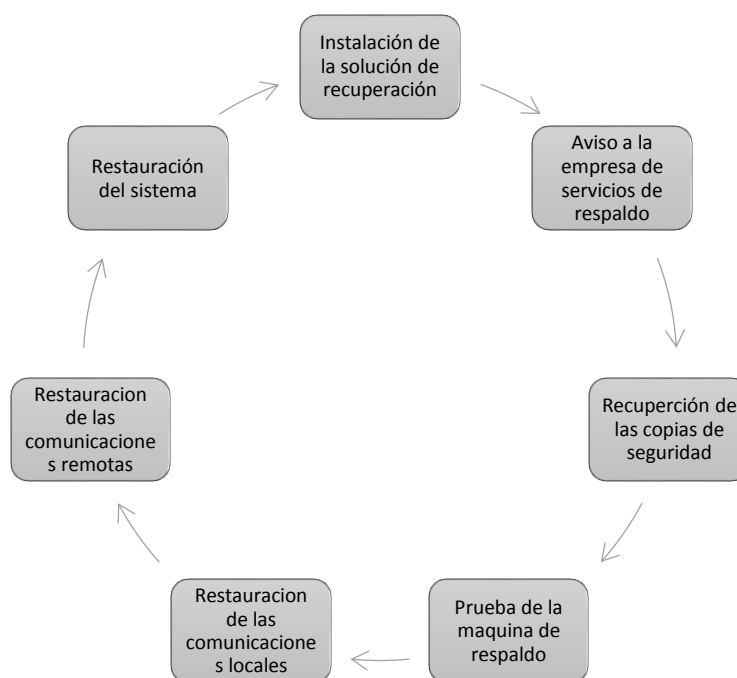 Instalación de
la solución de
recuperación
Aviso a la
empresa de
servicios de
respaldo
Recuperción de
las copias de
seguridad
Prueba de la
maquina de
respaldo
Restauracion
de las
comunicacione
s locales
Restauracion
de las
comunicacione
s remotas
Restauración
del sistema